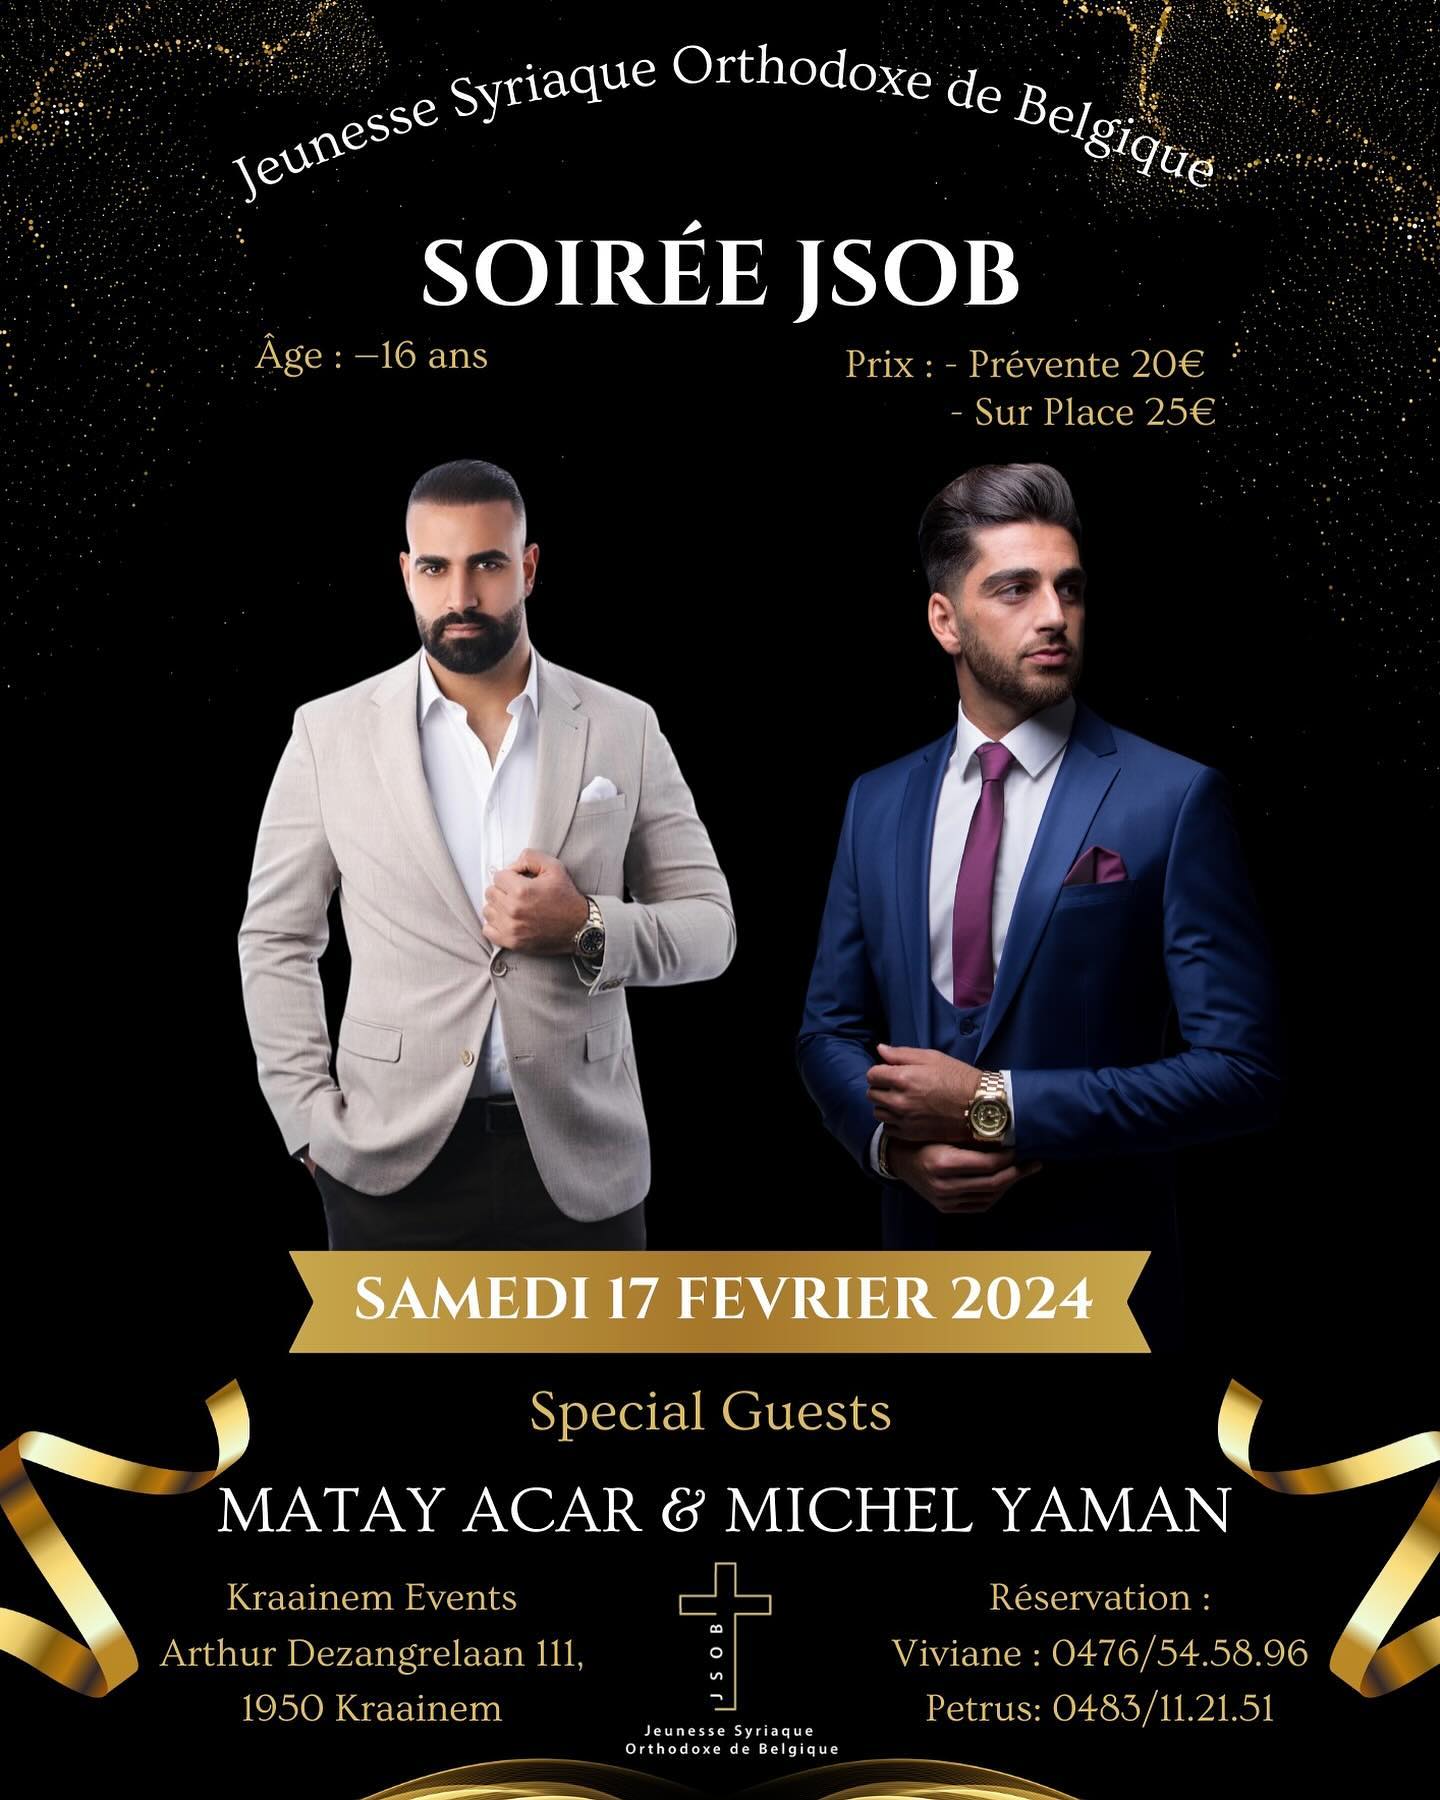 Jeunesse Syriaque Orthodoxe de Belgique
SOIRÉE JSOB
Âge : –16 ans
Prix : - Prévente 20€
- Sur Place 25€
SAMEDI 17 FEVRIER 2024
Special Guests
MATAY ACAR & MICHEL YAMAN
Kraainem Events
Arthur Dezangrelaan 111,
1950 Kraainem
JSOB
Jeunesse Syriaque
Orthodoxe de Belgique
Réservation :
Viviane : 0476/54.58.96
Petrus: 0483/11.21.51